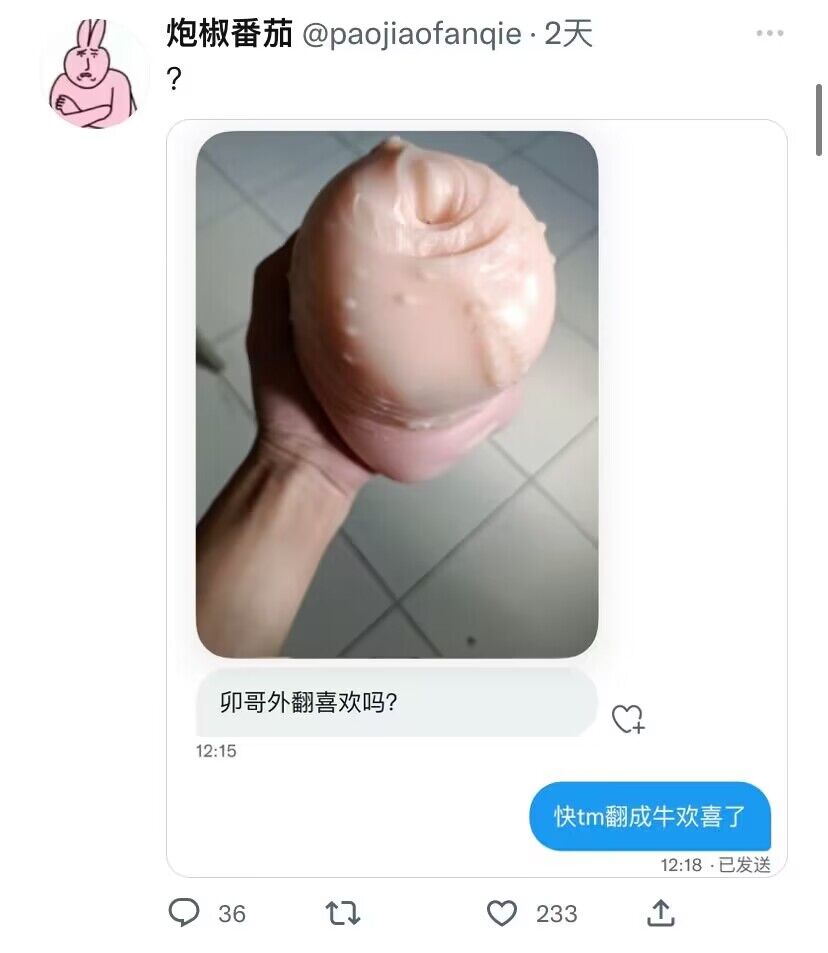 炮椒番茄 @paojiaofanqie · 2天
?
卯哥外翻喜欢吗?
12:15
快tm翻成牛欢喜了
12:18 · 已发送
36 233